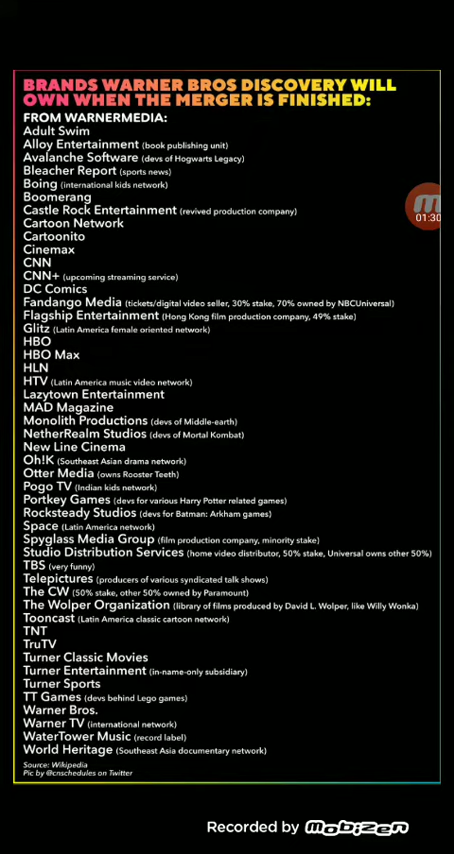 BRANDS WARNER BROS DISCOVERY WILL
OWN WHEN THE MERGER IS FINISHED:
FROM WARNERMEDIA:
Adult Swim
Alloy Entertainment (book publishing unit)
Avalanche Software (devs of Hogwarts Legacy)
Bleacher Report (sports news)
Boing (international kids network)
Boomerang
Castle Rock Entertainment (revived production company)
01:30
Cartoon Network
Cartoonito
Cinemax
CNN
CNN+ (upcoming streaming service)
DC Comics
Fandango Media (tickets/digital video seller, 30% stake, 70% owned by NBCUniversal)
Flagship Entertainment (Hong Kong film production company, 49% stake)
Glitz (Latin America female oriented network)
HBO
HBO Max
HLN
HTV (Latin America music video network)
Lazytown Entertainment
MAD Magazine
Monolith Productions (devs of Middle-earth)
NetherRealm Studios (devs of Mortal Kombat)
New Line Cinema
Oh!K (Southeast Asian drama network)
Otter Media (owns Rooster Teeth)
Pogo TV (Indian kids network)
Portkey Games (devs for various Harry Potter related games)
Rocksteady Studios (devs for Batman: Arkham games)
Space (Latin America network)
Spyglass Media Group (film production company, minority stake)
Studio Distribution Services (home video distributor, 50% stake, Universal owns other 50%)
TBS (very funny)
Telepictures (producers of various syndicated talk shows)
The CW (50% stake, other 50% owned by Paramount)
The Wolper Organization (library of films produced by David L. Wolper, like Willy Wonka)
Tooncast (Latin America classic cartoon network)
TNT
TruTV
Turner Classic Movies
Turner Entertainment (in-name-only subsidiary)
Turner Sports
TT Games (devs behind Lego games)
Warner Bros.
Warner TV (international network)
WaterTower Music (record label)
World Heritage (Southeast Asia documentary network)
Source: Wikipedia
Pic by @cnschedules on Twitter
Recorded by mobizen